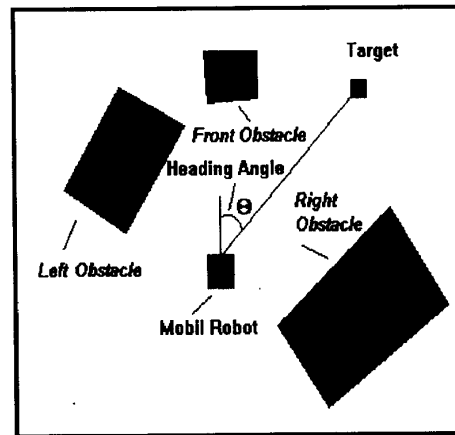 Target
Front Obstacle
Heading Angle
Θ
Right
Obstacle
Left Obstacle
Mobil Robot